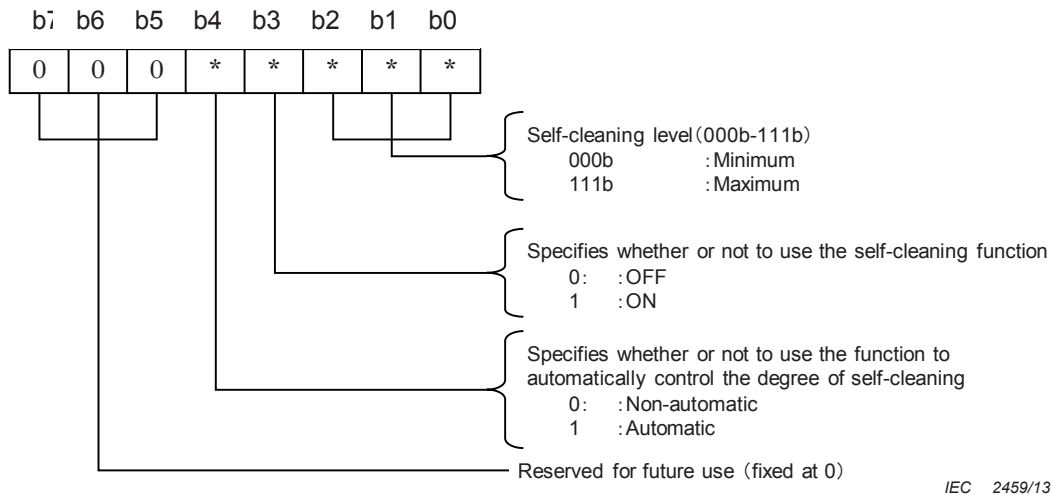 b7 b6 b5 b4 b3 b2 b1 b0
0 0 0 * * * * *
Self-cleaning level(000b-111b)
000b :Minimum
111b :Maximum
Specifies whether or not to use the self-cleaning function
0: :OFF
1 :ON
Specifies whether or not to use the function to
automatically control the degree of self-cleaning
0: :Non-automatic
1 :Automatic
Reserved for future use (fixed at 0)
IEC 2459/13